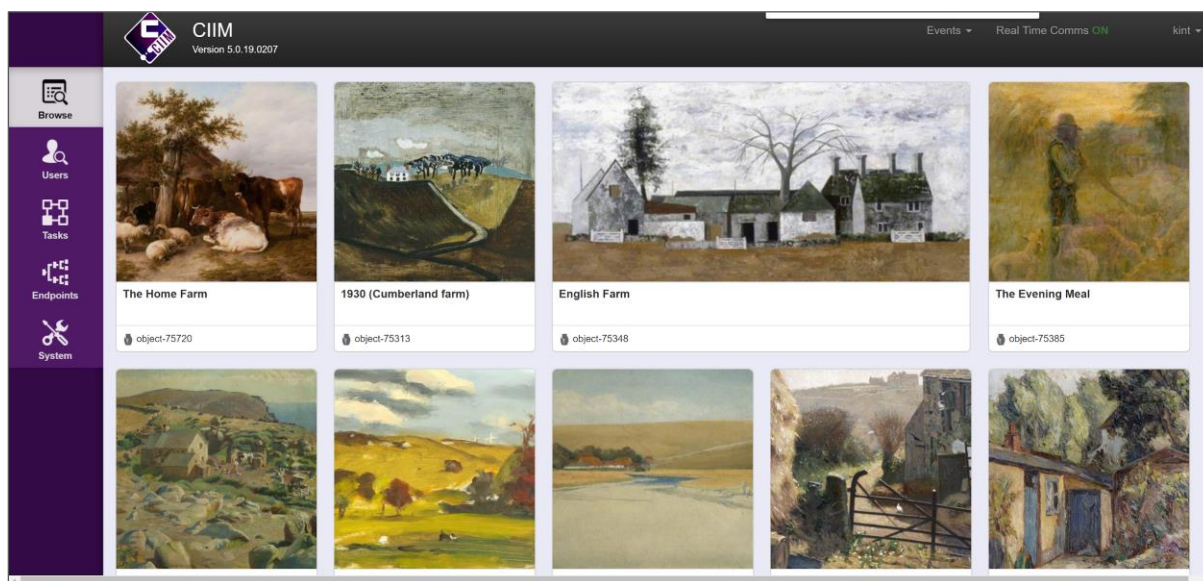 CIIM
Version 5.0.19.0207
Events
Real Time Comms ON
kint
Browse
Users
Tasks
Endpoints
System
The Home Farm
1930 (Cumberland farm)
English Farm
The Evening Meal
object-75720
object-75313
object-75348
object-75385